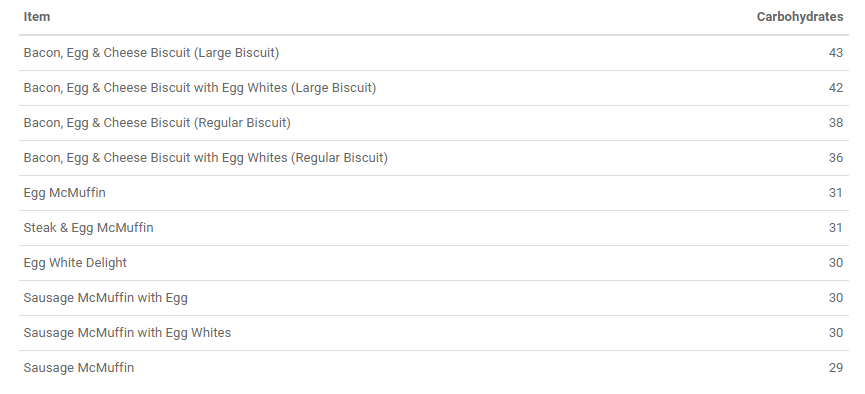 Item Carbohydrates
Bacon, Egg & Cheese Biscuit (Large Biscuit) 43
Bacon, Egg & Cheese Biscuit with Egg Whites (Large Biscuit) 42
Bacon, Egg & Cheese Biscuit (Regular Biscuit) 38
Bacon, Egg & Cheese Biscuit with Egg Whites (Regular Biscuit) 36
Egg McMuffin 31
Steak & Egg McMuffin 31
Egg White Delight 30
Sausage McMuffin with Egg 30
Sausage McMuffin with Egg Whites 30
Sausage McMuffin 29